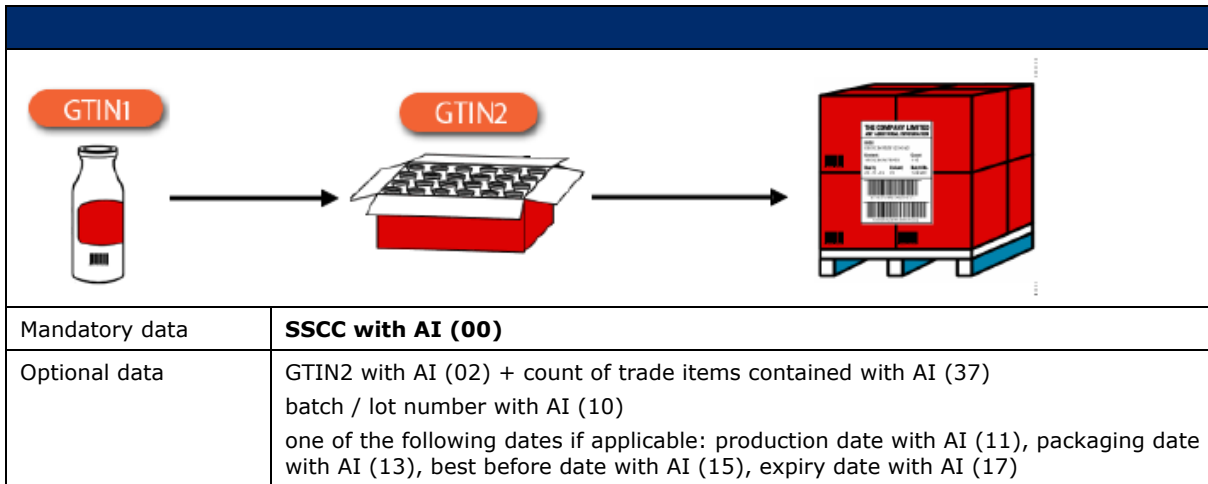 GTIN1
GTIN2
THE COMPANY LIMITED
Mandatory data
SSCC with AI (00)
Optional data
GTIN2 with AI (02) + count of trade items contained with AI (37)
batch / lot number with AI (10)
one of the following dates if applicable: production date with AI (11), packaging date
with AI (13), best before date with AI (15), expiry date with AI (17)